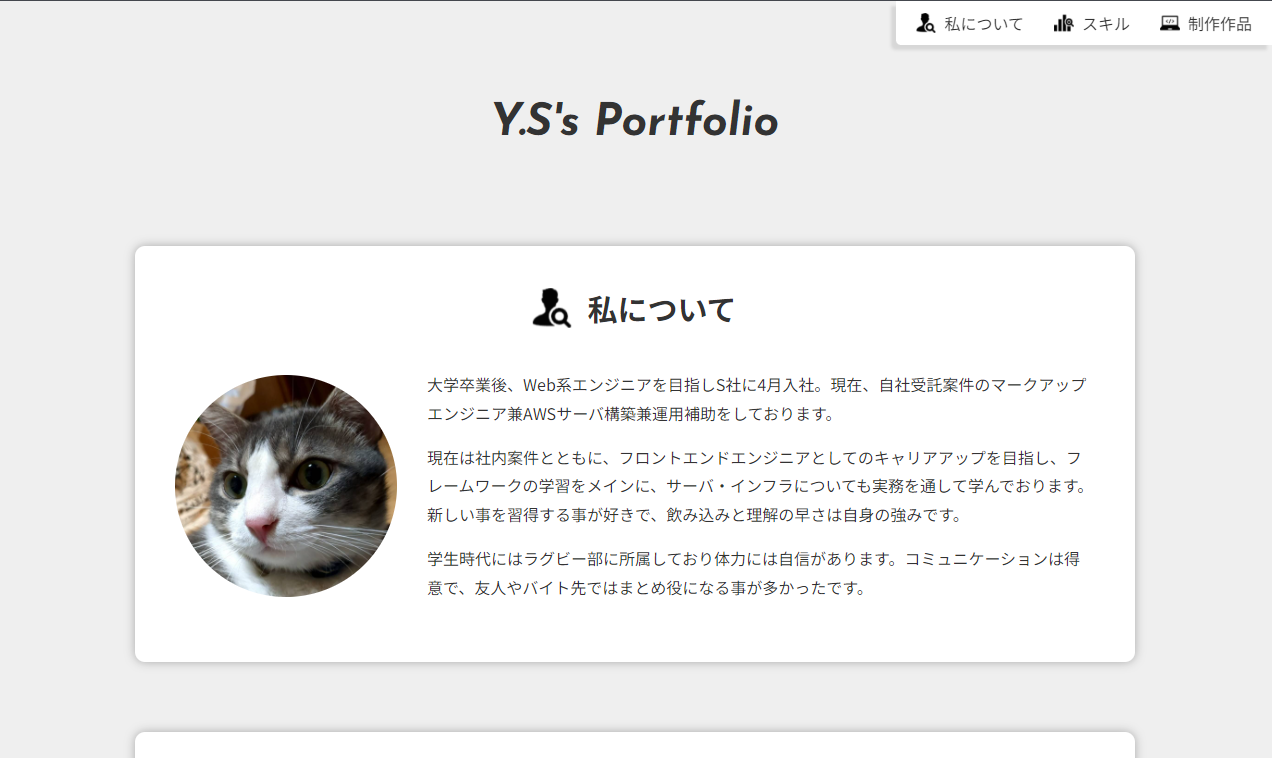 私について
スキル
制作作品
Y.S's Portfolio
私について
大学卒業後、Web系エンジニアを目指しS社に4月入社。現在、自社受託案件のマークアップ
エンジニア兼AWSサーバ構築兼運用補助をしております。
現在は社内案件とともに、フロントエンドエンジニアとしてのキャリアアップを目指し、フ
レームワークの学習をメインに、サーバ・インフラについても実務を通して学んでおります。
新しい事を習得する事が好きで、飲み込みと理解の早さは自身の強みです。
学生時代にはラグビー部に所属しており体力には自信があります。コミュニケーションは得
意で、友人やバイト先ではまとめ役になる事が多かったです。